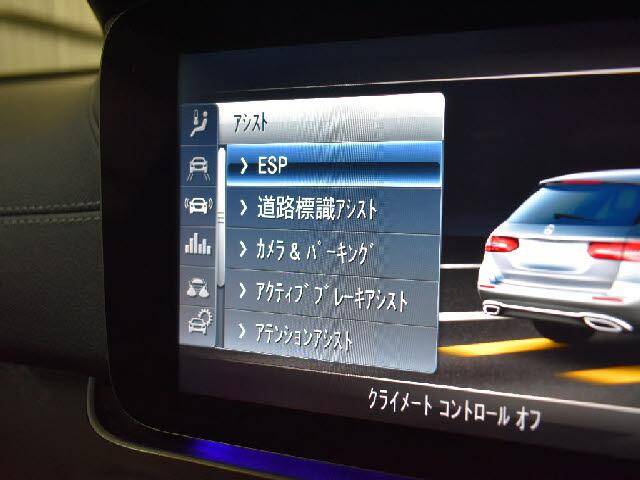 アシスト
> ESP
> 道路標識アシスト
> カメラ & パーキング
> アクティブブレーキアシスト
> アテンションアシスト
クライメート コントロール オフ